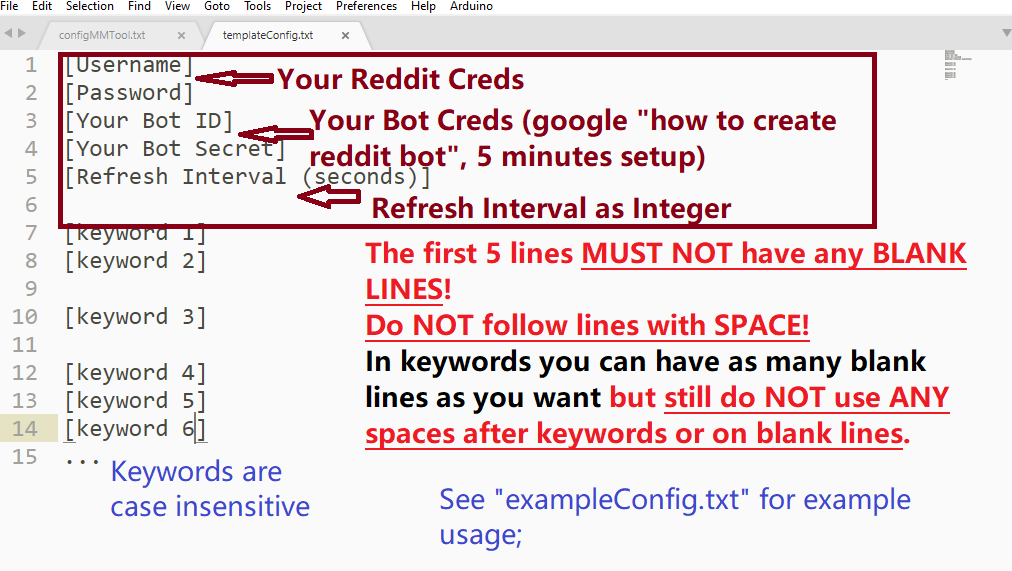 File Edit Selection Find View Goto Tools Project Preferences Help Arduino
configMMTool.txt × templateConfig.txt ×
1 [Username]
Your Reddit Creds
2 [Password]
3 [Your Bot ID]
Your Bot Creds (google "how to create
4 [Your Bot Secret]
reddit bot", 5 minutes setup)
5 [Refresh Interval (seconds)]
6
Refresh Interval as Integer
7 [keyword 1]
8 [keyword 2]
9
10 [keyword 3]
11
12 [keyword 4]
13 [keyword 5]
14 [keyword 6]
15 ...
The first 5 lines MUST NOT have any BLANK
LINES!
Do NOT follow lines with SPACE!
In keywords you can have as many blank
lines as you want but still do NOT use ANY
spaces after keywords or on blank lines.
Keywords are
case insensitive
See "exampleConfig.txt" for example
usage;